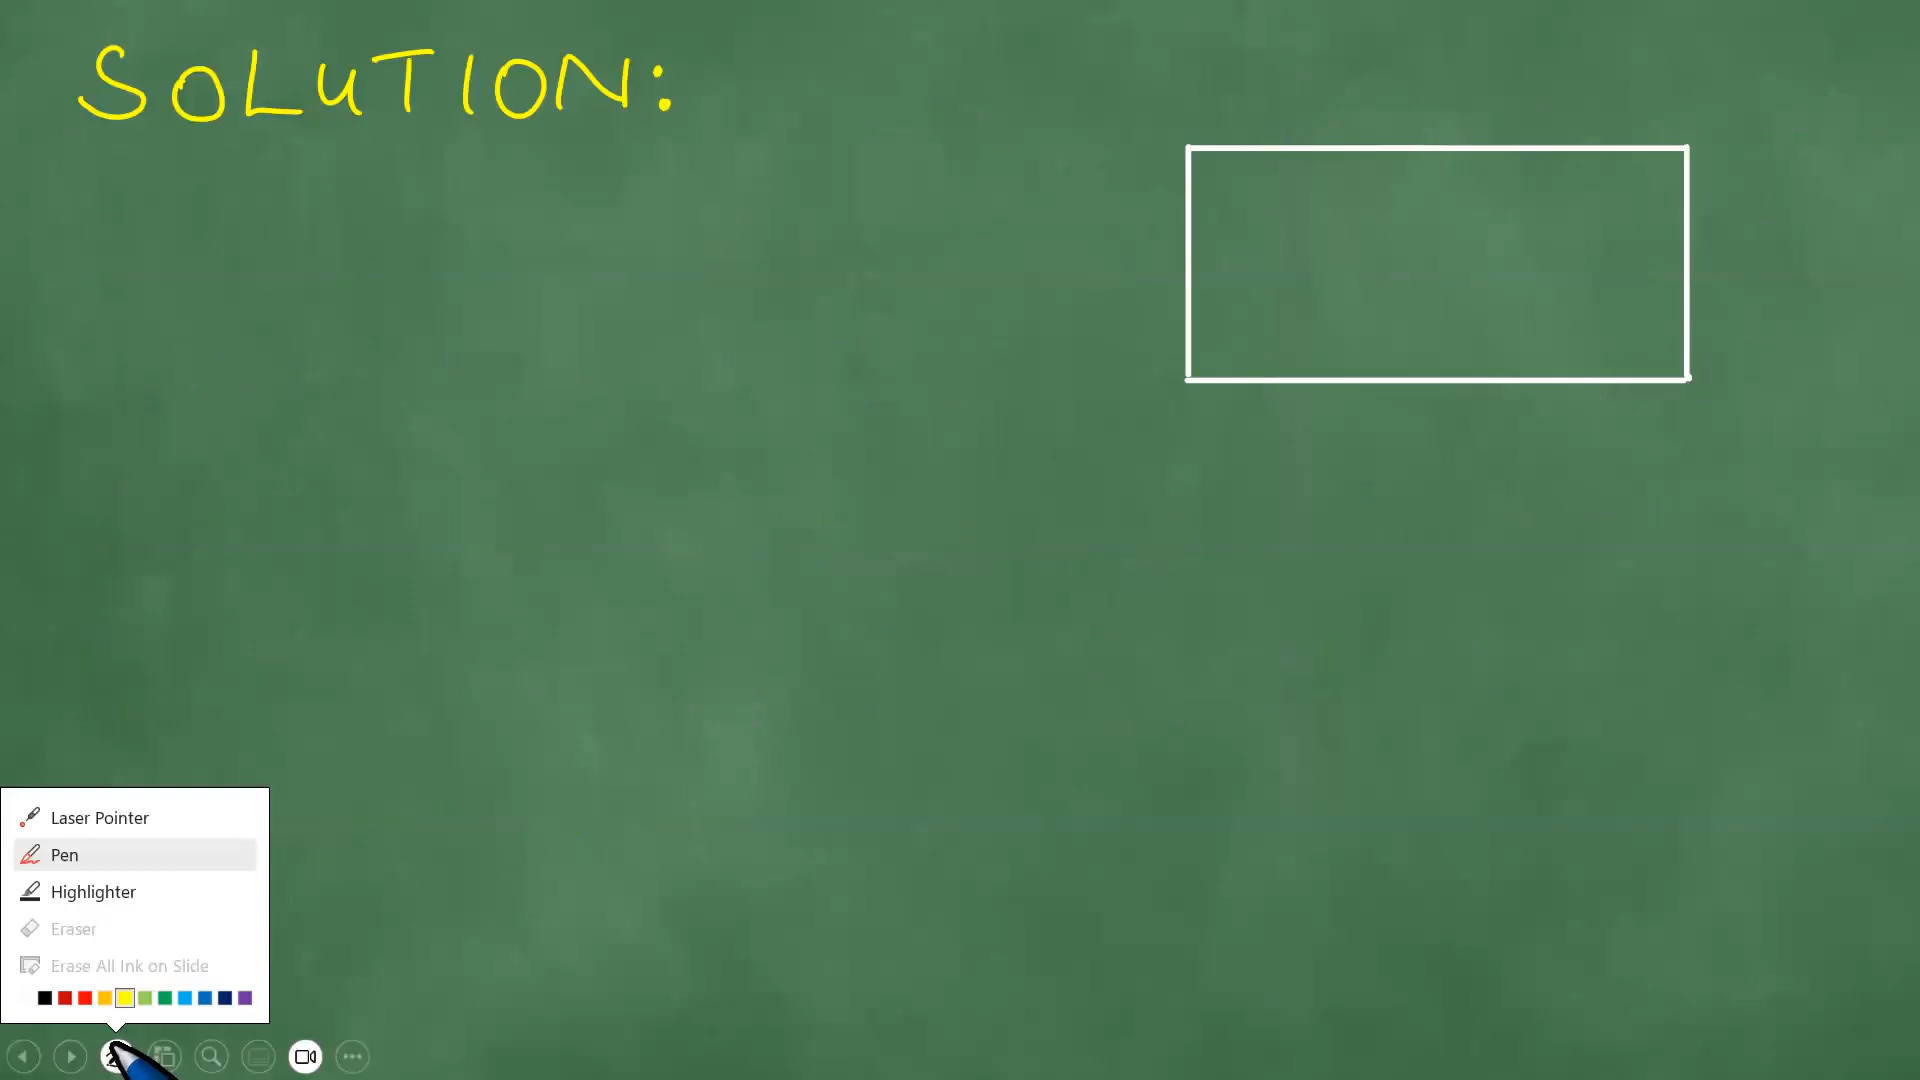 SOLUTION:
Laser Pointer
Pen
Highlighter
Eraser
Erase All Ink on Slide